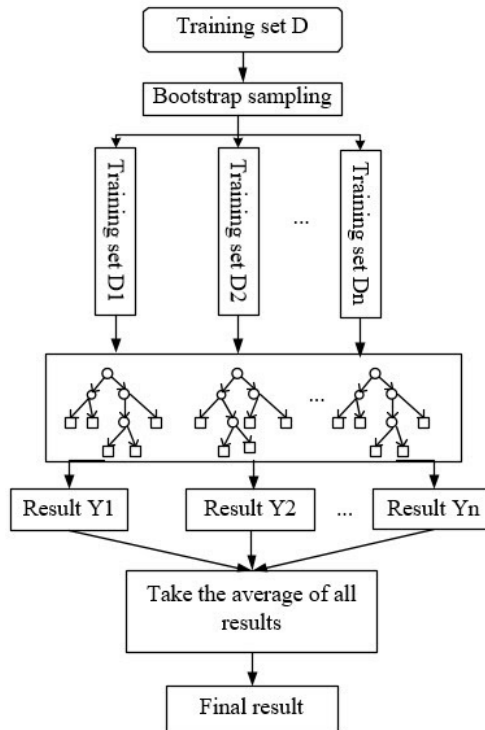 Training set D
Bootstrap sampling
Training set D1
Training set D2
...
Training set Dn
...
Result Y1
Result Y2
...
Result Yn
Take the average of all
results
Final result